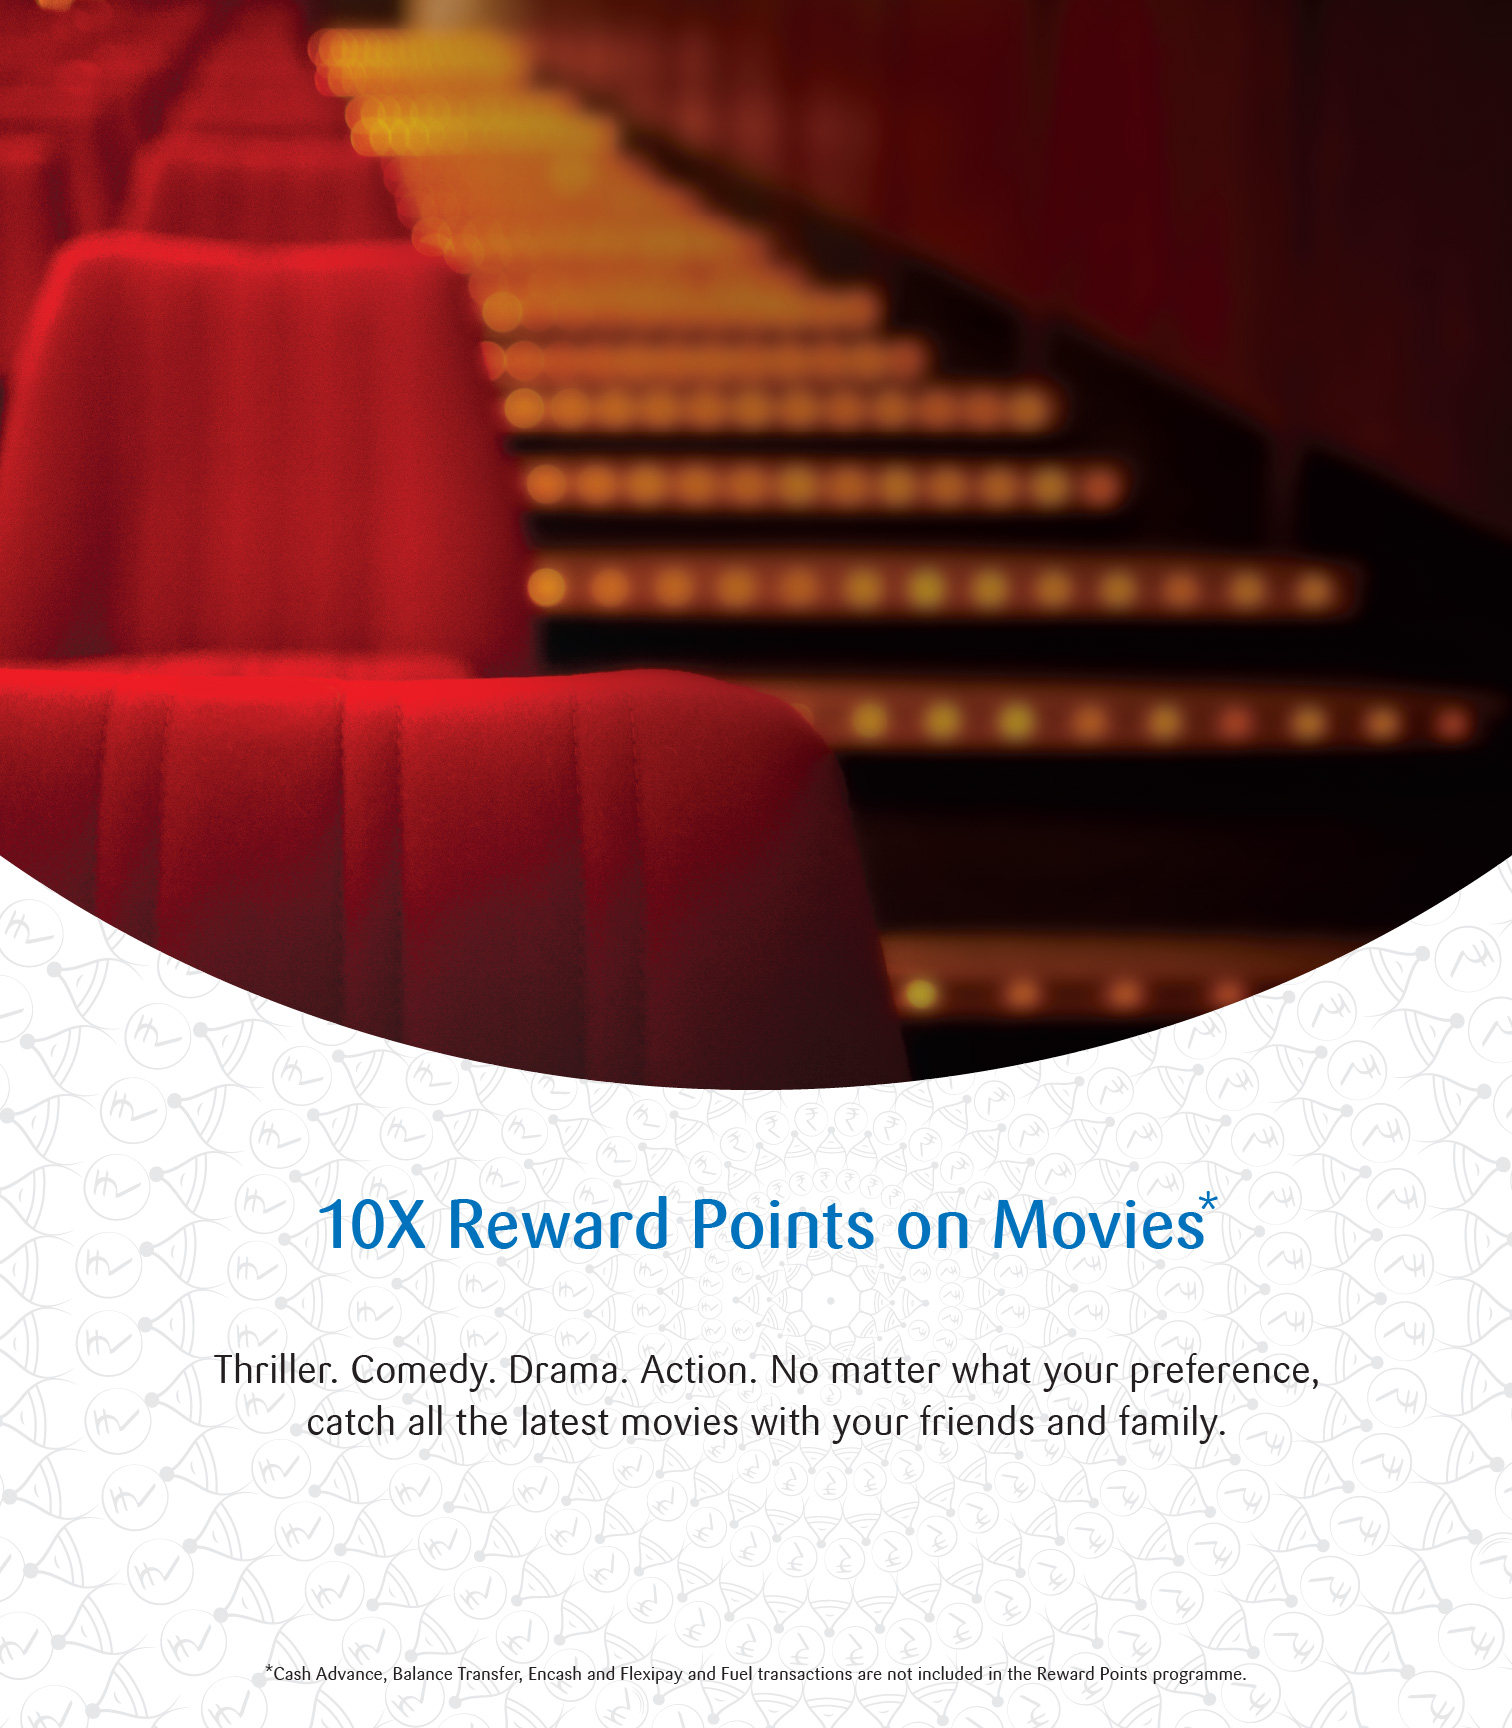 10X Reward Points on Movies*
Thriller. Comedy. Drama. Action. No matter what your preference,
catch all the latest movies with your friends and family.
*Cash Advance, Balance Transfer, Encash and Flexipay and Fuel transactions are not included in the Reward Points programme.